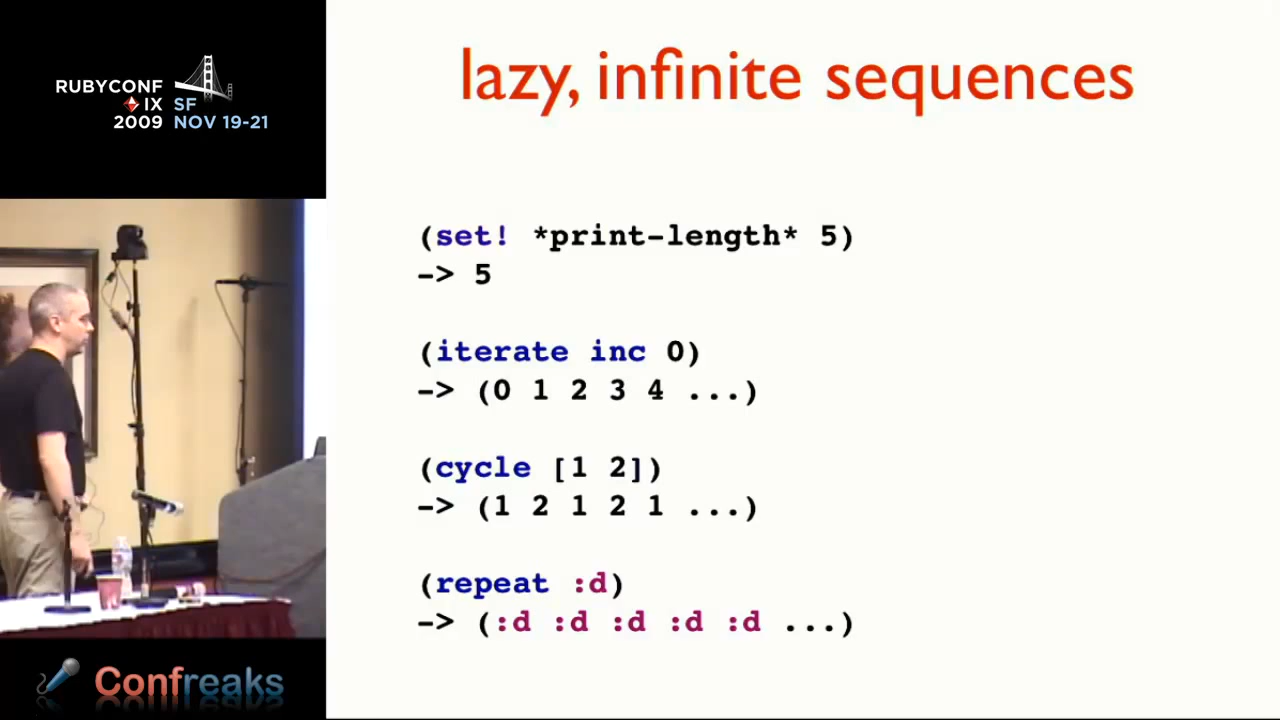 RUBYCONF
IX SF
2009 NOV 19-21
lazy, infinite sequences
(set! *print-length* 5)
-> 5
(iterate inc 0)
-> (0 1 2 3 4 ...)
(cycle [1 2])
-> (1 2 1 2 1 ...)
(repeat :d)
-> (:d :d :d :d :d ...)
Confreaks